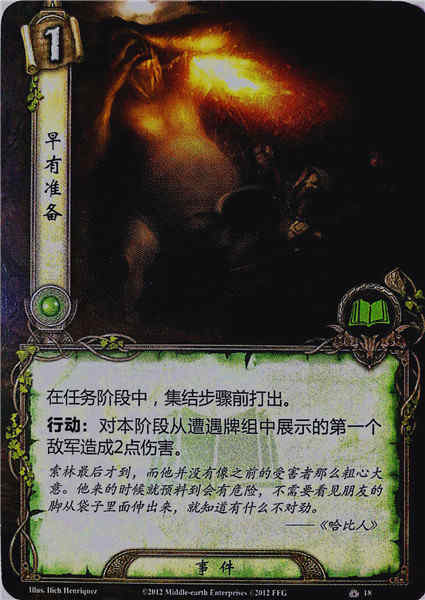 1
早有准备
在任务阶段中，集结步骤前打出。
行动：对本阶段从遭遇牌组中展示的第一个
敌军造成2点伤害。
索林最后才到，而他并没有像之前的受害者那么粗心大
意。他来的时候就预料到会有危险，不需要看见朋友的
脚从袋子里面伸出来，就知道有什么不对劲。
——《哈比人》
事件
Illus. Ilich Henriquez
©2012 Middle-earth Enterprises ©2012 FFG
18